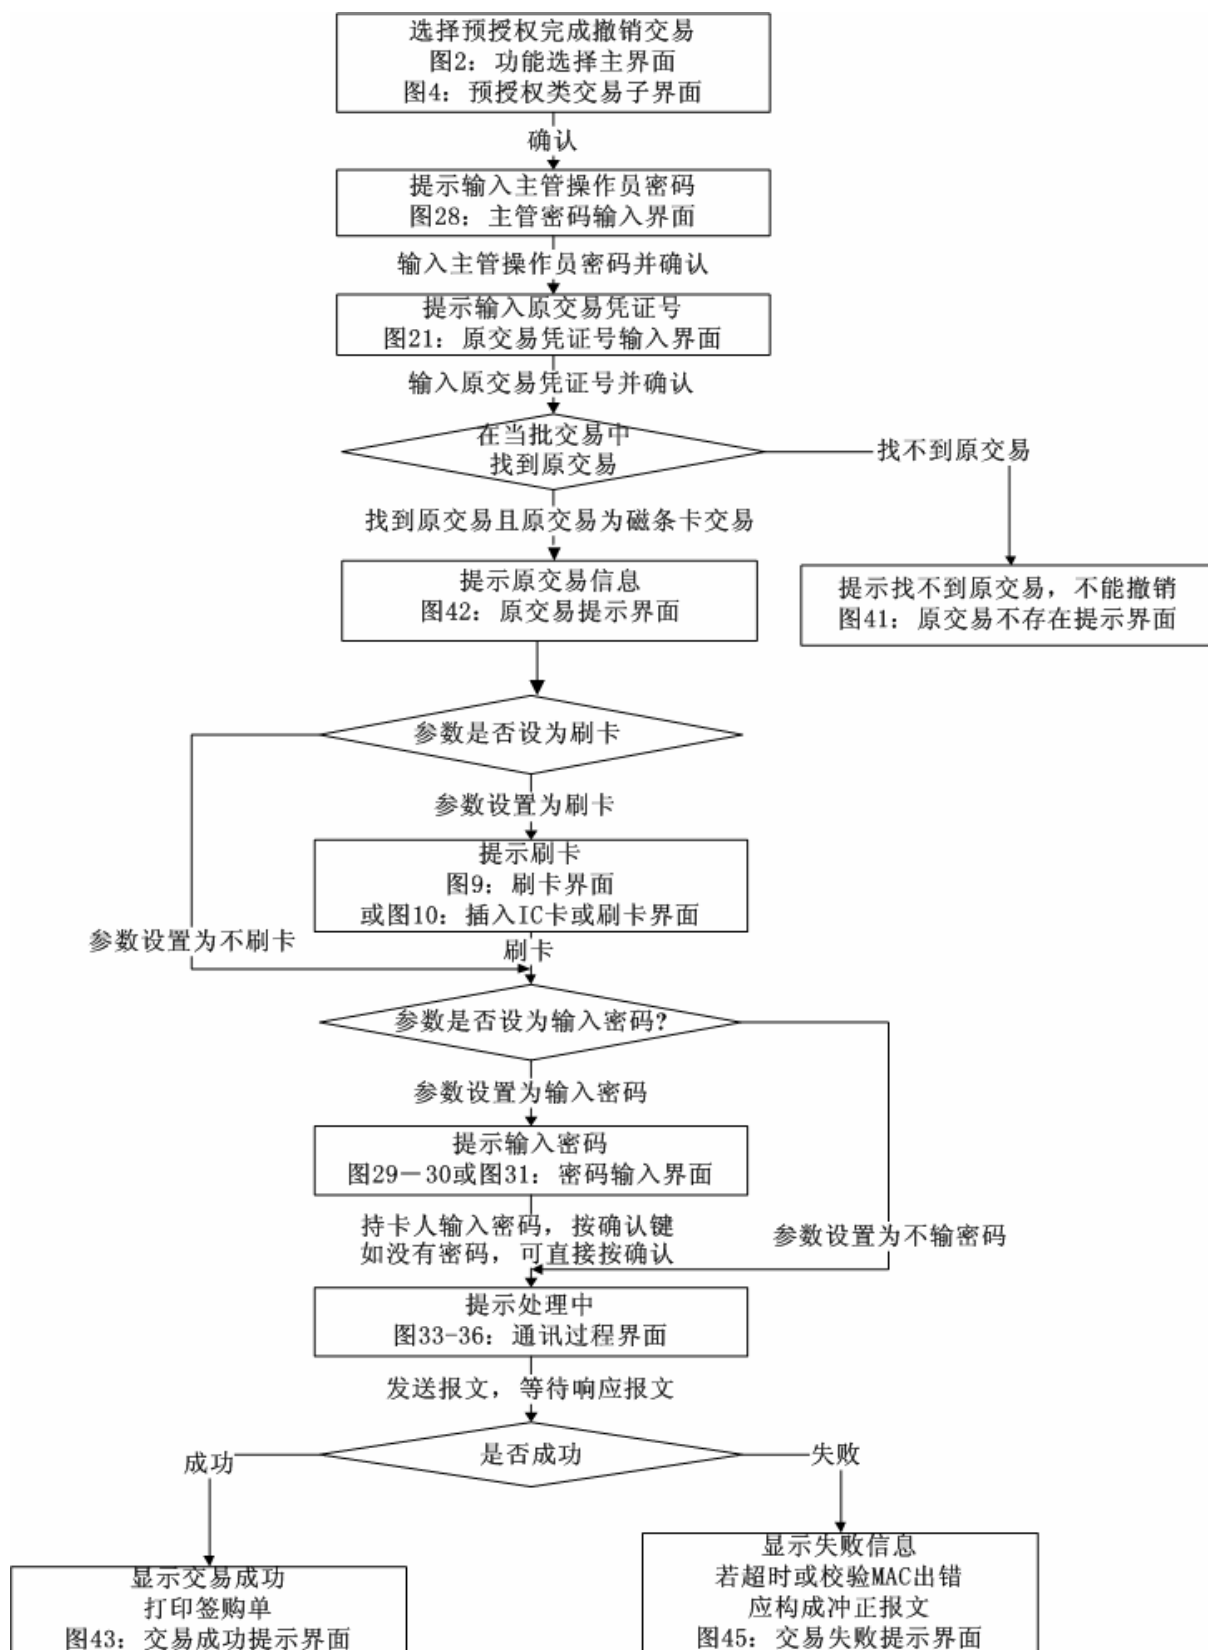 选择预授权完成撤销交易
图2：功能选择主界面
图4：预授权类交易子界面
确认
提示输入主管操作员密码
图28：主管密码输入界面
输入主管操作员密码并确认
提示输入原交易凭证号
图21：原交易凭证号输入界面
输入原交易凭证号并确认
在当批交易中
找到原交易
找不到原交易
找到原交易且原交易为磁条卡交易
提示原交易信息
图42：原交易提示界面
提示找不到原交易，不能撤销
图41：原交易不存在提示界面
参数是否设为刷卡
参数设置为刷卡
提示刷卡
图9：刷卡界面
或图10：插入IC卡或刷卡界面
参数设置为不刷卡
刷卡
参数是否设为输入密码?
参数设置为输入密码
提示输入密码
图29－30或图31：密码输入界面
持卡人输入密码，按确认键
如没有密码，可直接按确认
参数设置为不输密码
提示处理中
图33-36：通讯过程界面
发送报文，等待响应报文
是否成功
成功
失败
显示交易成功
打印签购单
图43：交易成功提示界面
显示失败信息
若超时或校验MAC出错
应构成冲正报文
图45：交易失败提示界面